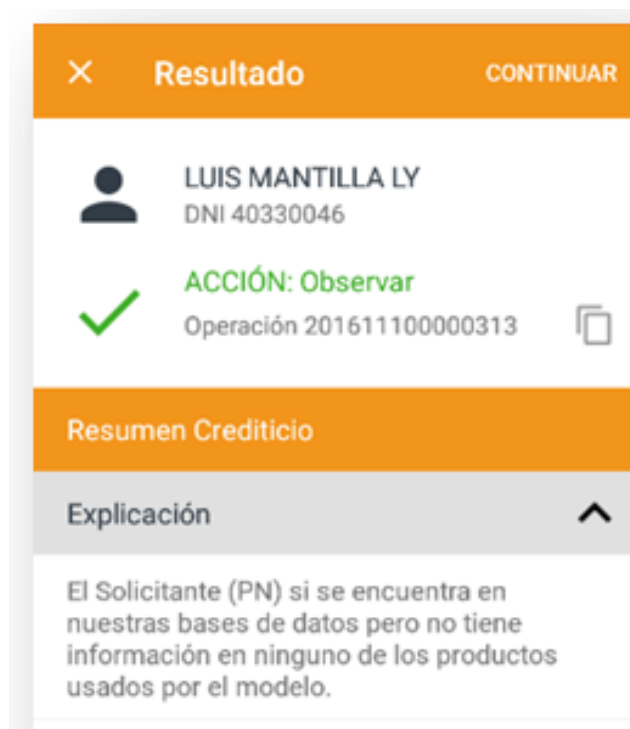 Resultado CONTINUAR
LUIS MANTILLA LY
DNI 40330046
ACCIÓN: Observar
Operación 201611100000313
Resumen Crediticio
Explicación
El Solicitante (PN) si se encuentra en
nuestras bases de datos pero no tiene
información en ninguno de los productos
usados por el modelo.